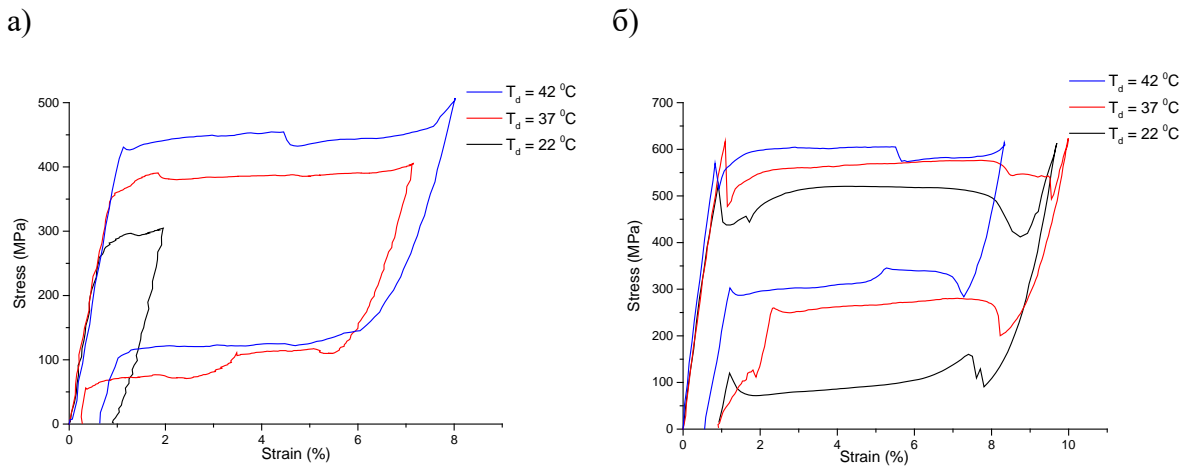 а)
б)
T_d = 42 ⁰C
T_d = 37 ⁰C
T_d = 22 ⁰C
500
400
300
200
100
0
0
2
4
6
8
Stress (MPa)
Strain (%)
T_d = 42 ⁰C
T_d = 37 ⁰C
T_d = 22 ⁰C
700
600
500
400
300
200
100
0
0
2
4
6
8
10
Stress (MPa)
Strain (%)